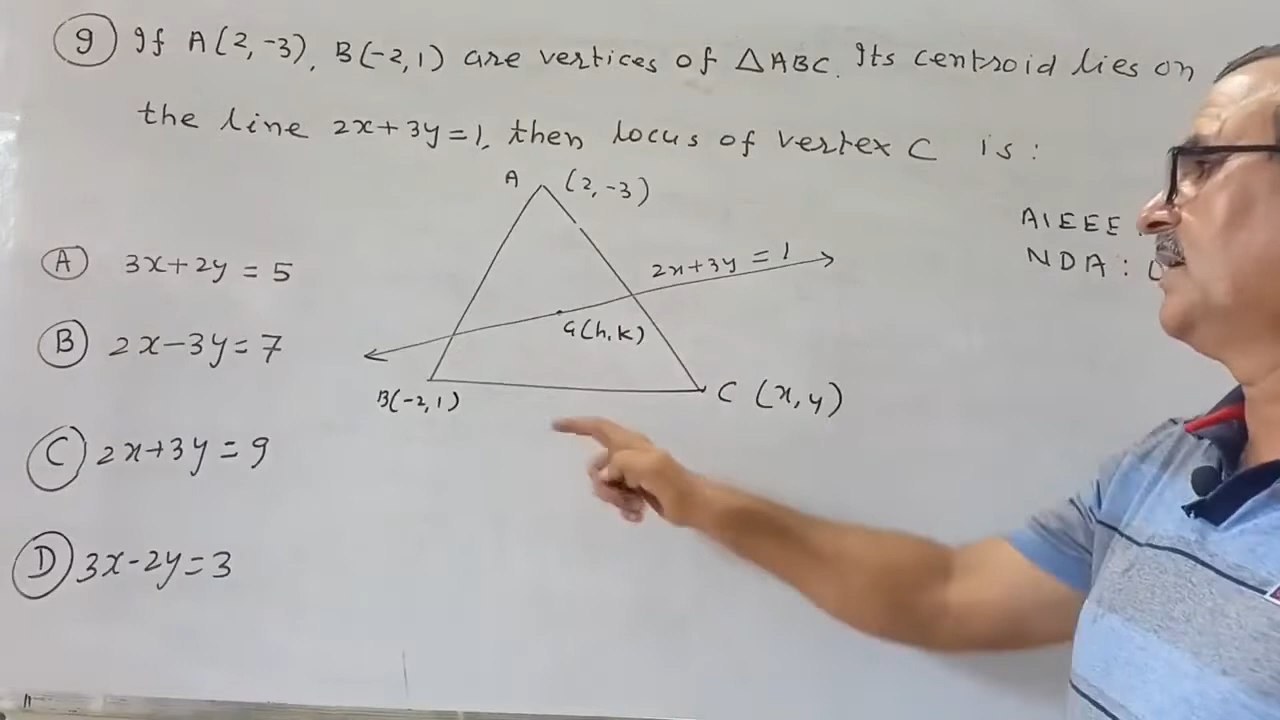 9 If A(2,-3), B(-2,1) are vertices of △ABC. Its centroid lies on
the line 2x+3y=1, then locus of vertex C is:
A (2,-3)
AIEEE
NDA:
2x+3y = 1
A 3x+2y = 5
G(h,k)
B 2x-3y=7
B(-2,1)
C (x,y)
C 2x+3y=9
D 3x-2y=3